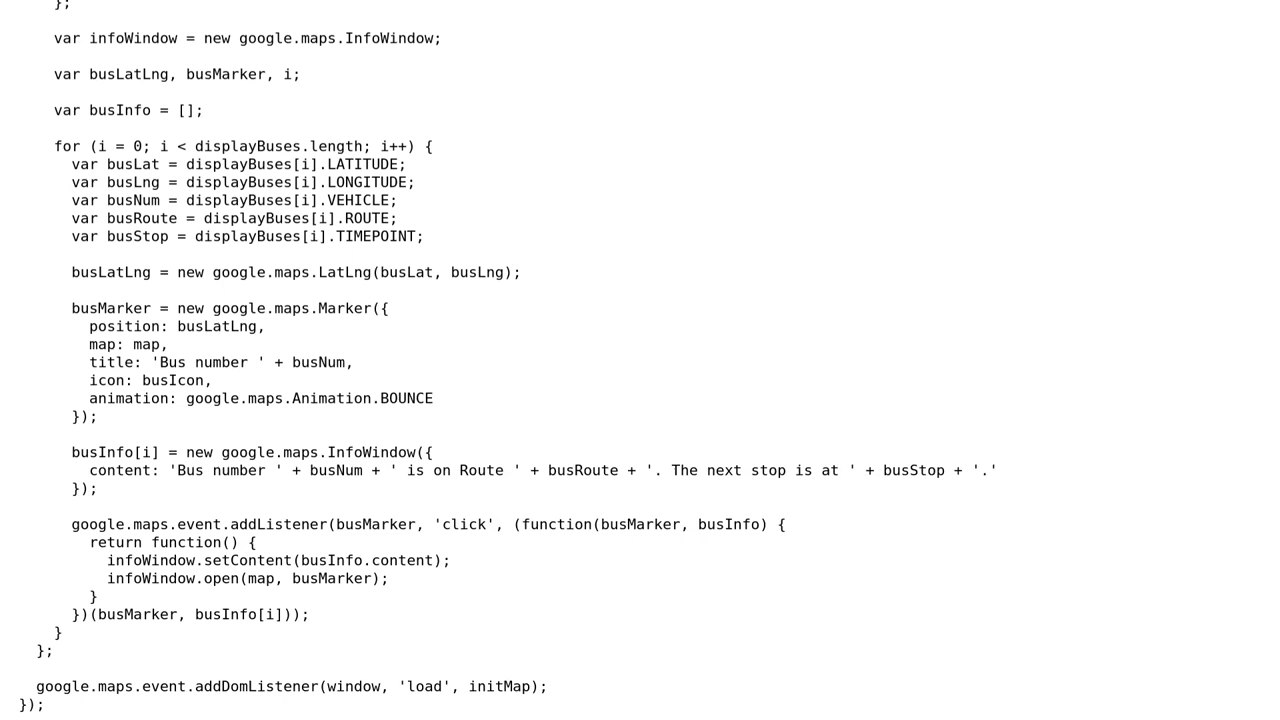 };
var infoWindow = new google.maps.InfoWindow;
var busLatLng, busMarker, i;
var busInfo = [];
for (i = 0; i < displayBuses.length; i++) {
var busLat = displayBuses[i].LATITUDE;
var busLng = displayBuses[i].LONGITUDE;
var busNum = displayBuses[i].VEHICLE;
var busRoute = displayBuses[i].ROUTE;
var busStop = displayBuses[i].TIMEPOINT;
busLatLng = new google.maps.LatLng(busLat, busLng);
busMarker = new google.maps.Marker({
position: busLatLng,
map: map,
title: 'Bus number ' + busNum,
icon: busIcon,
animation: google.maps.Animation.BOUNCE
});
busInfo[i] = new google.maps.InfoWindow({
content: 'Bus number ' + busNum + ' is on Route ' + busRoute + '. The next stop is at ' + busStop + '.'
});
google.maps.event.addListener(busMarker, 'click', (function(busMarker, busInfo) {
return function() {
infoWindow.setContent(busInfo.content);
infoWindow.open(map, busMarker);
}
})(busMarker, busInfo[i]));
}
};
google.maps.event.addDomListener(window, 'load', initMap);
});